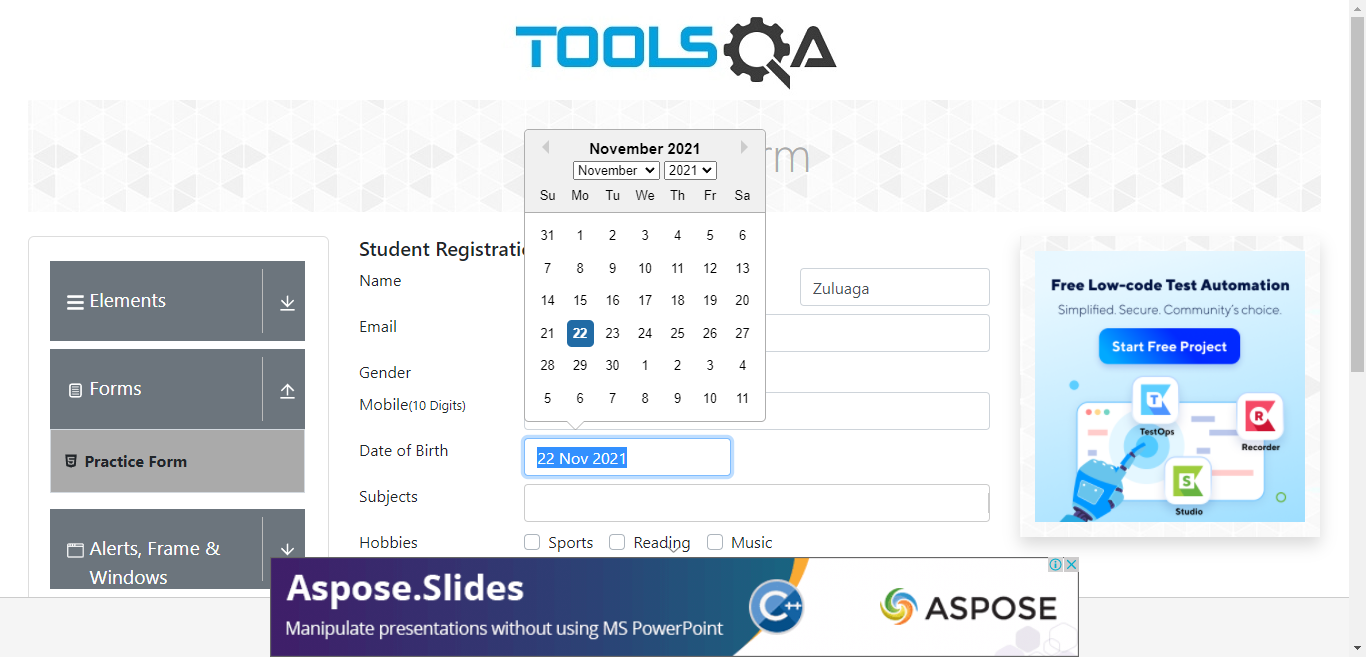 TOOLSQA
rm
November 2021
November 2021
Su Mo Tu We Th Fr Sa
31 1 2 3 4 5 6
7 8 9 10 11 12 13
14 15 16 17 18 19 20
21 22 23 24 25 26 27
28 29 30 1 2 3 4
5 6 7 8 9 10 11
Elements
Forms
Practice Form
Alerts, Frame &
Windows
Student Registrati
Name
Zuluaga
Email
Gender
Mobile(10 Digits)
Date of Birth
22 Nov 2021
Subjects
Hobbies
Sports Reading Music
Free Low-code Test Automation
Simplified. Secure. Community's choice.
Start Free Project
T
TestOps
R
Recorder
S
Studio
Aspose.Slides
Manipulate presentations without using MS PowerPoint
C++
ASPOSE